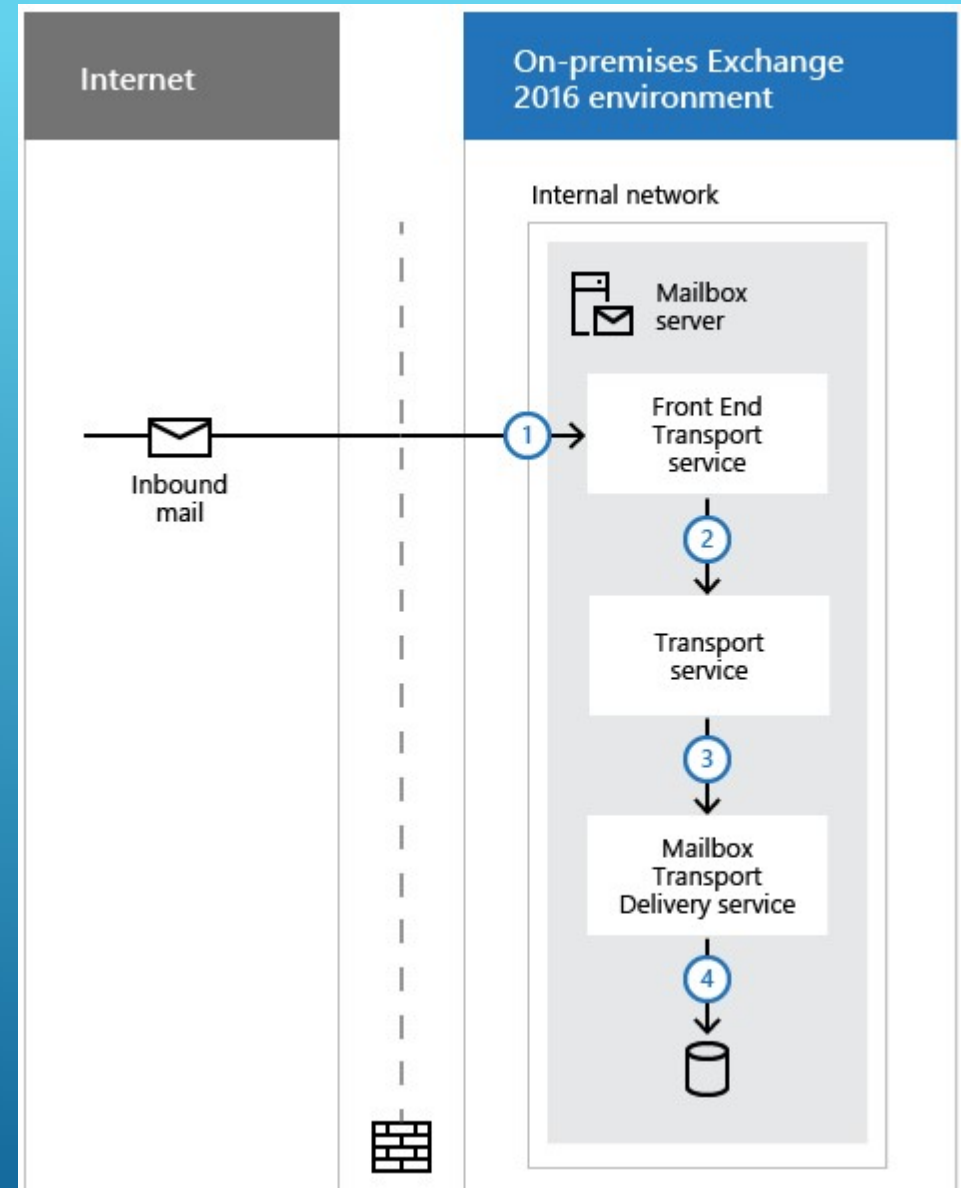 Internet
On-premises Exchange
2016 environment
Internal network
Mailbox
server
Front End
Transport
service
1
Inbound
mail
2
Transport
service
3
Mailbox
Transport
Delivery service
4